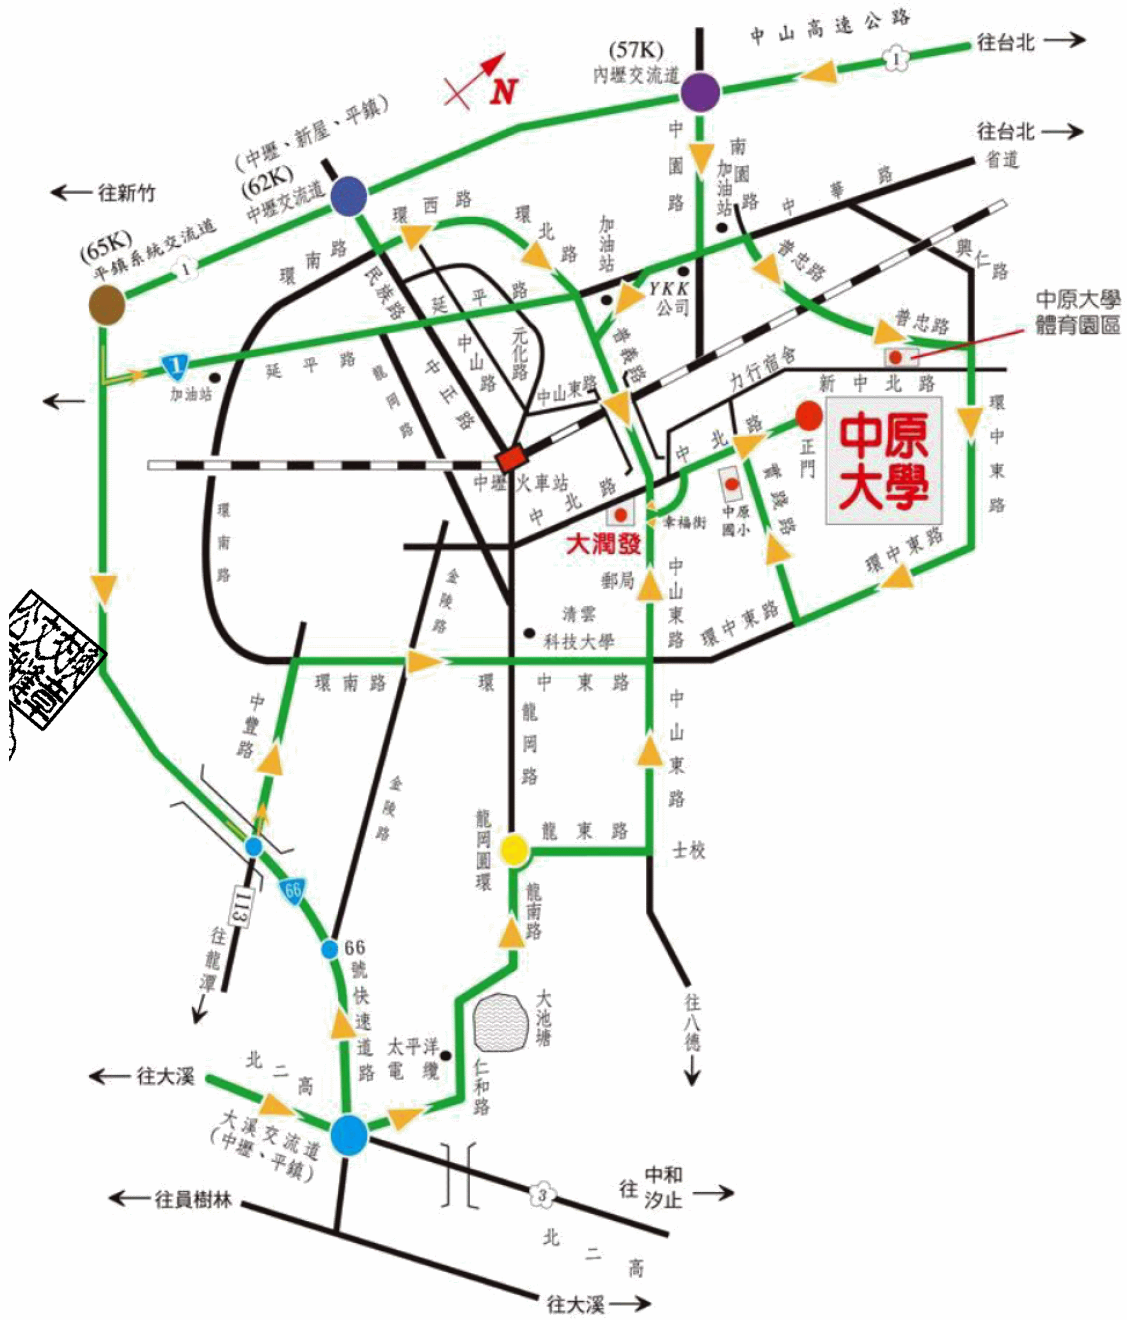 中山高速公路
1
往台北
(57K)
內壢交流道
N
往台北
省道
(中壢、新屋、平鎮)
(62K)
中壢交流道
往新竹
(65K)
平鎮系統交流道
1
中園路
南園路
加油站
中華路
環西路
環北路
加油站
環南路
民族路
延平路
YKK
公司
普忠路
興仁路
中原大學
體育園區
普忠路
1
加油站
延平路
龍岡路
中正路
中山路
元化路
中山東路
普義路
力行宿舍
新中北路
環中東路
中北路
正門
中原
大學
中壢火車站
中北路
大潤發
幸福街
中原
國小
實踐路
環南路
郵局
中山東路
環中東路
金陵路
清雲
科技大學
環中東路
環南路
環中東路
中豐路
龍岡路
中山東路
金陵路
龍岡圓環
龍東路
士校
66
113
往龍潭
龍南路
66
號快速道路
大池塘
往八德
太平洋
電纜
仁和路
往大溪
北二高
大溪交流道
(中壢、平鎮)
往員樹林
3
往
中和
汐止
北二高
往大溪